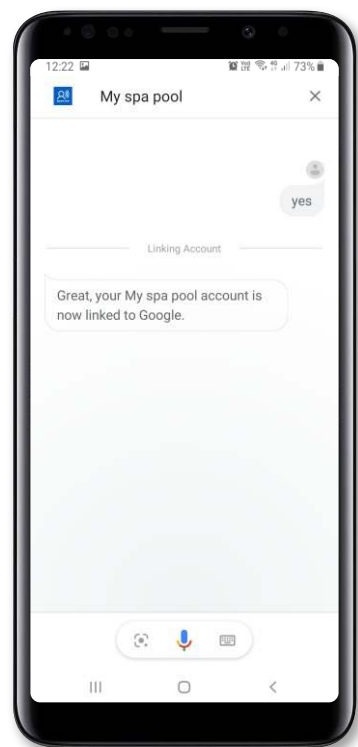 12:22 73%
My spa pool
yes
Linking Account
Great, your My spa pool account is
now linked to Google.